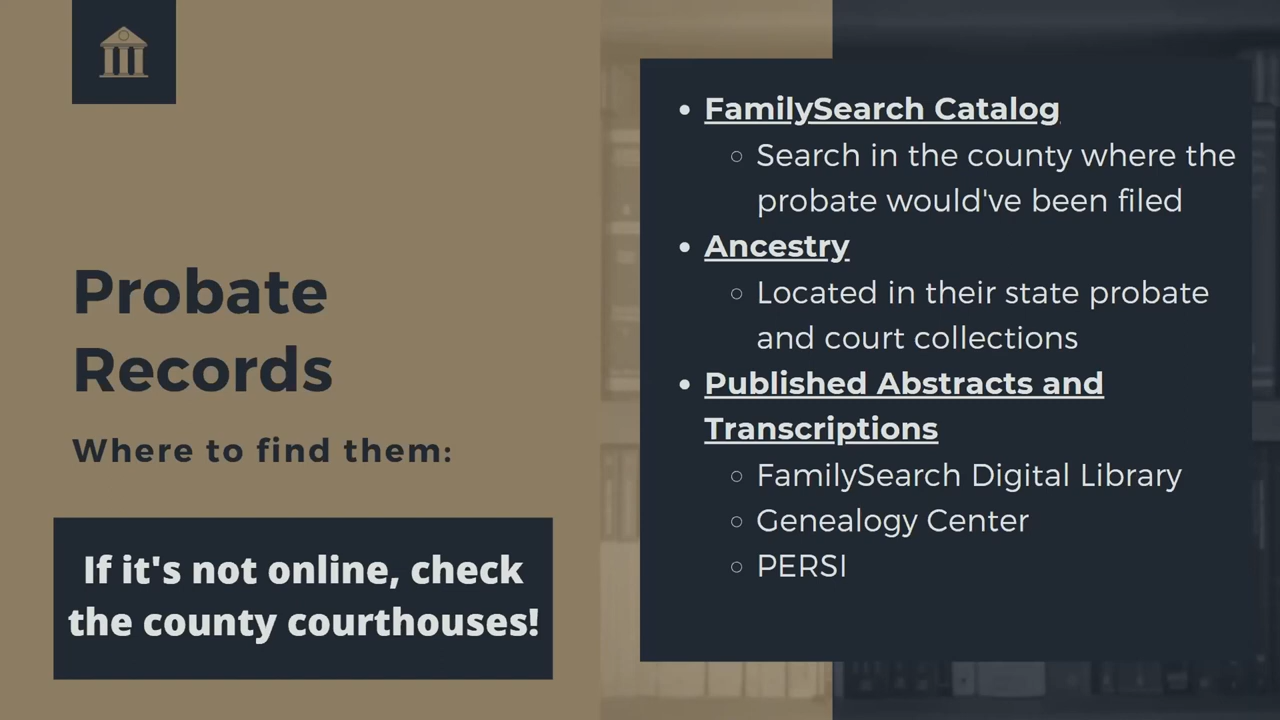 Probate
Records
Where to find them:
If it's not online, check
the county courthouses!
FamilySearch Catalog
Search in the county where the
probate would've been filed
Ancestry
Located in their state probate
and court collections
Published Abstracts and
Transcriptions
FamilySearch Digital Library
Genealogy Center
PERSI